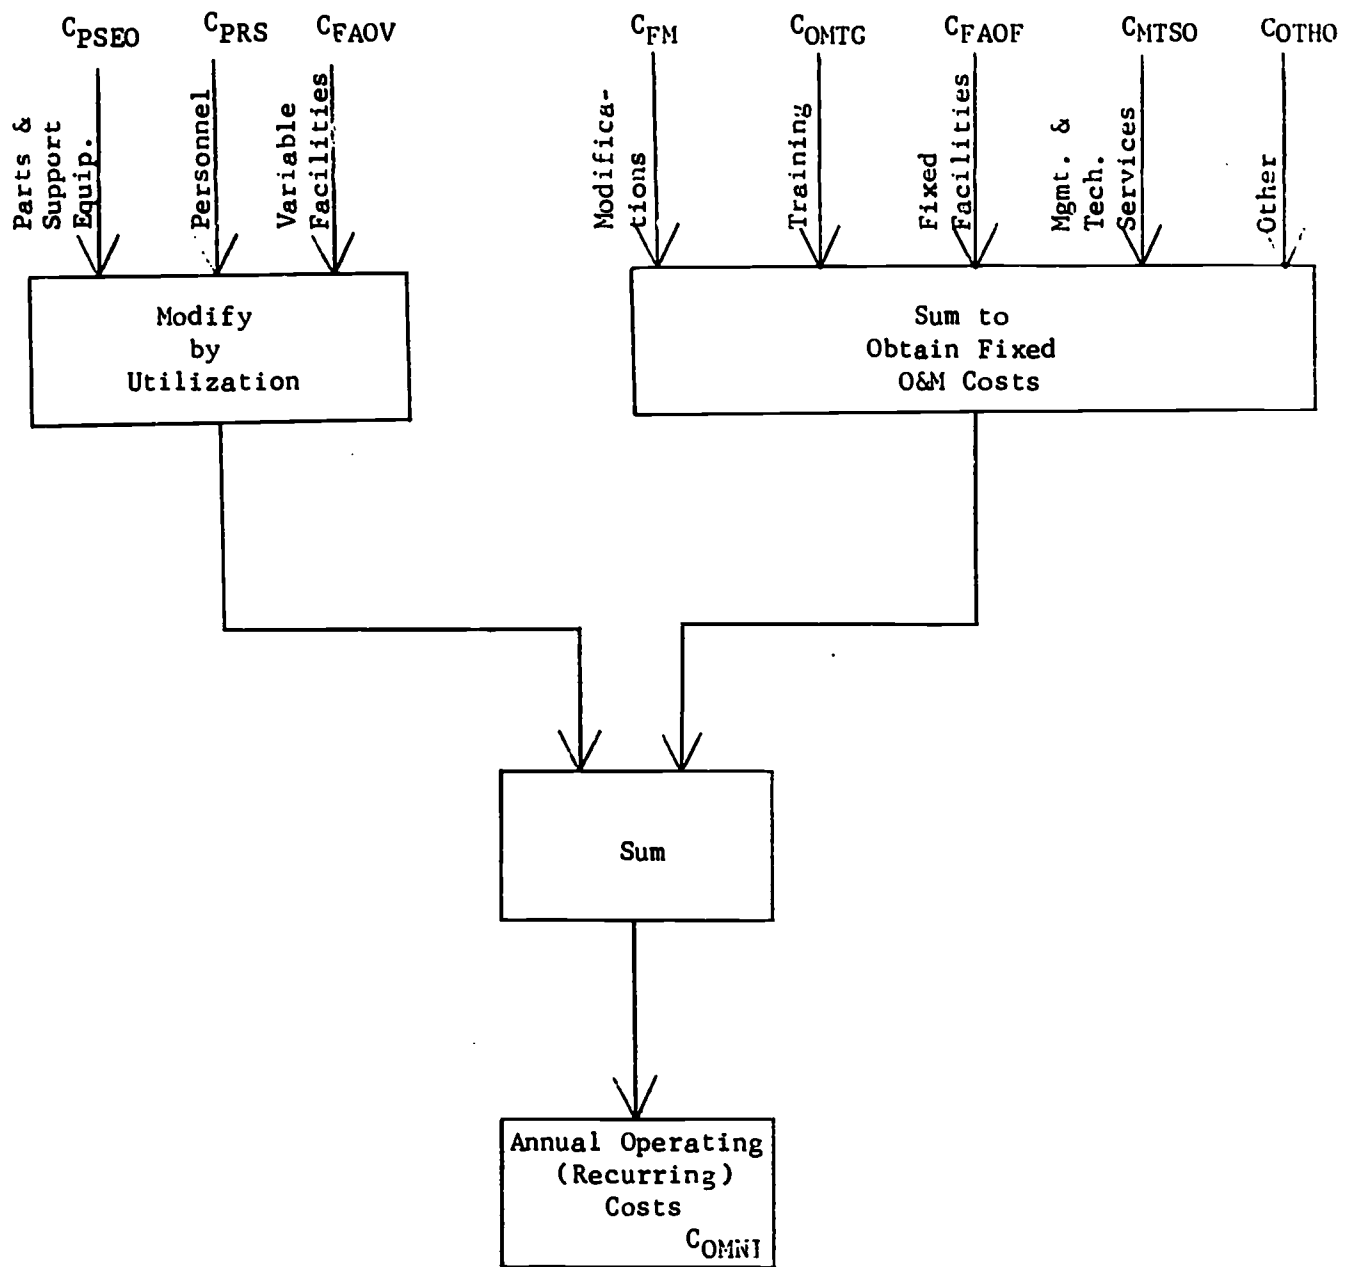 CPSEO
CPRS
CFAOV
CFM
COMTG
CFAOF
CMTSO
COTHO
Parts &
Support
Equip.
Personnel
Variable
Facilities
Modifica-
tions
Training
Fixed
Facilities
Mgmt. &
Tech.
Services
Other
Modify
by
Utilization
Sum to
Obtain Fixed
O&M Costs
Sum
Annual Operating
(Recurring)
Costs
COMNI